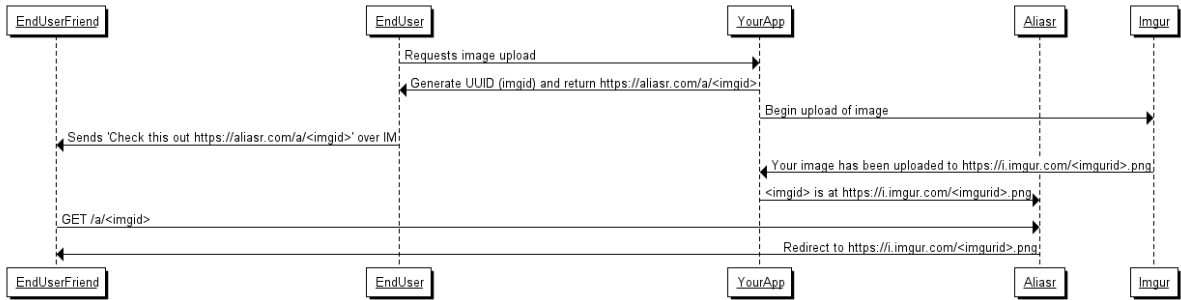 EndUserFriend EndUser YourApp Aliasr Imgur
Requests image upload
Generate UUID (imgid) and return https://aliasr.com/a/<imgid>
Begin upload of image
Sends 'Check this out https://aliasr.com/a/<imgid>' over IM
Your image has been uploaded to https://i.imgur.com/<imgurid>.png
<imgid> is at https://i.imgur.com/<imgurid>.png
GET /a/<imgid>
Redirect to https://i.imgur.com/<imgurid>.png
EndUserFriend EndUser YourApp Aliasr Imgur